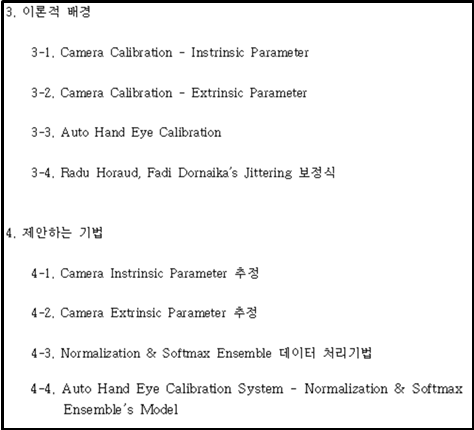 3. 이론적 배경
3-1. Camera Calibration - Instrinsic Parameter
3-2. Camera Calibration - Extrinsic Parameter
3-3. Auto Hand Eye Calibration
3-4. Radu Horaud, Fadi Dornaika's Jittering 보정식
4. 제안하는 기법
4-1. Camera Instrinsic Parameter 추정
4-2. Camera Extrinsic Parameter 추정
4-3. Normalization & Softmax Ensemble 데이터 처리기법
4-4. Auto Hand Eye Calibration System - Normalization & Softmax
Ensemble's Model